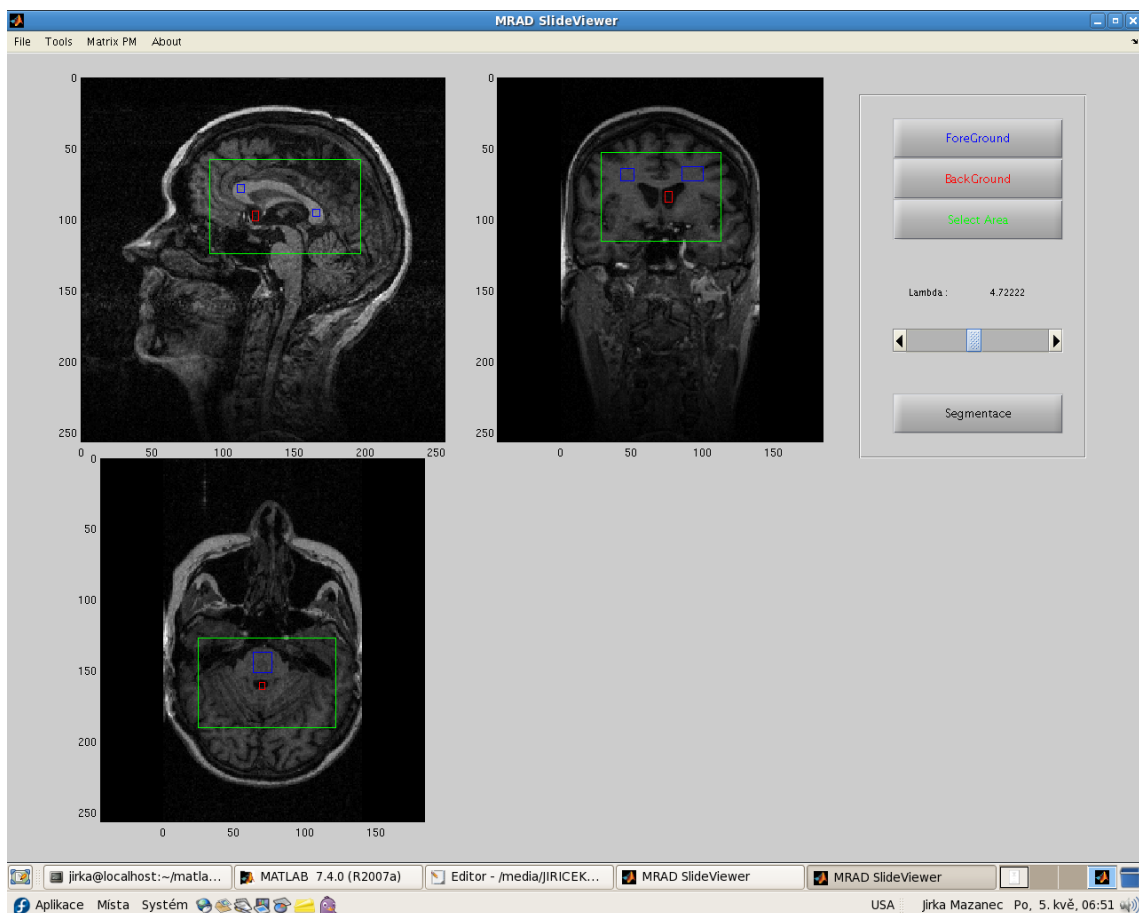 MRAD SlideViewer
File Tools Matrix PM About
0
50
100
150
200
250
0 50 100 150 200 250
0
50
100
150
200
250
0 50 100 150
ForeGround
BackGround
Select Area
Lambda : 4.72222
Segmentace
0
50
100
150
200
250
0 50 100 150
jirka@localhost:~/matla... MATLAB 7.4.0 (R2007a) Editor - /media/JIRICEK... MRAD SlideViewer MRAD SlideViewer
Aplikace Místa Systém USA Jirka Mazanec Po, 5. kvě, 06:51